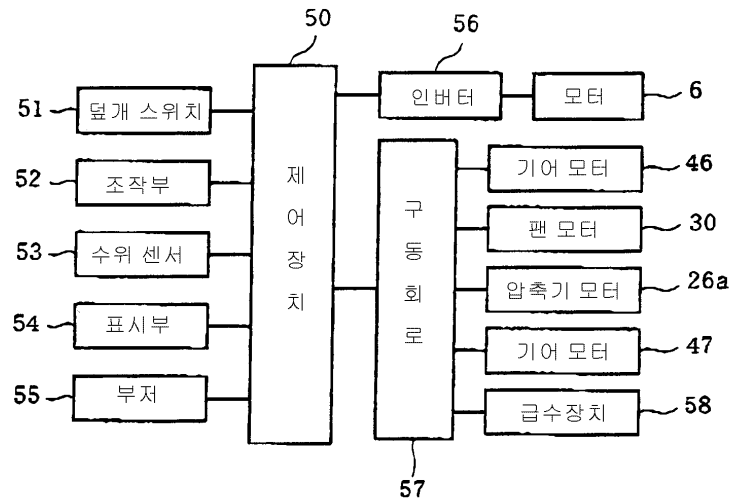 50
56
51
덮개 스위치
인버터
모터
6
52
조작부
제어장치
구동회로
기어 모터
46
53
수위 센서
팬 모터
30
압축기 모터
26a
54
표시부
기어 모터
47
55
부저
급수장치
58
57